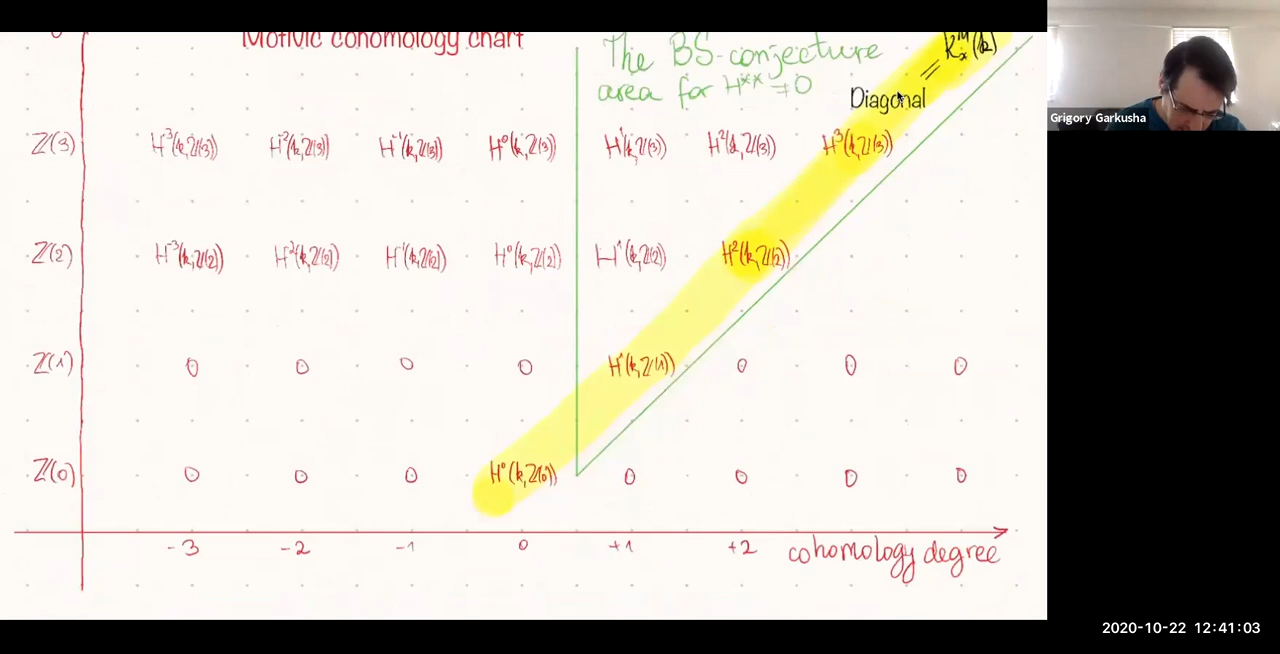 Motivic cohomology chart
The BS-conjecture
area for H** ≠ 0
= K^M_*(k)
Diagonal
Grigory Garkusha
Z(3) H^-3(k,Z(3)) H^-2(k,Z(3)) H^-1(k,Z(3)) H^0(k,Z(3)) H^1(k,Z(3)) H^2(k,Z(3)) H^3(k,Z(3))
Z(2) H^-3(k,Z(2)) H^-2(k,Z(2)) H^-1(k,Z(2)) H^0(k,Z(2)) H^1(k,Z(2)) H^2(k,Z(2))
Z(1) 0 0 0 0 H^1(k,Z(1)) 0 0 0
Z(0) 0 0 0 H^0(k,Z(0)) 0 0 0 0
-3 -2 -1 0 +1 +2 cohomology degree
2020-10-22 12:41:03